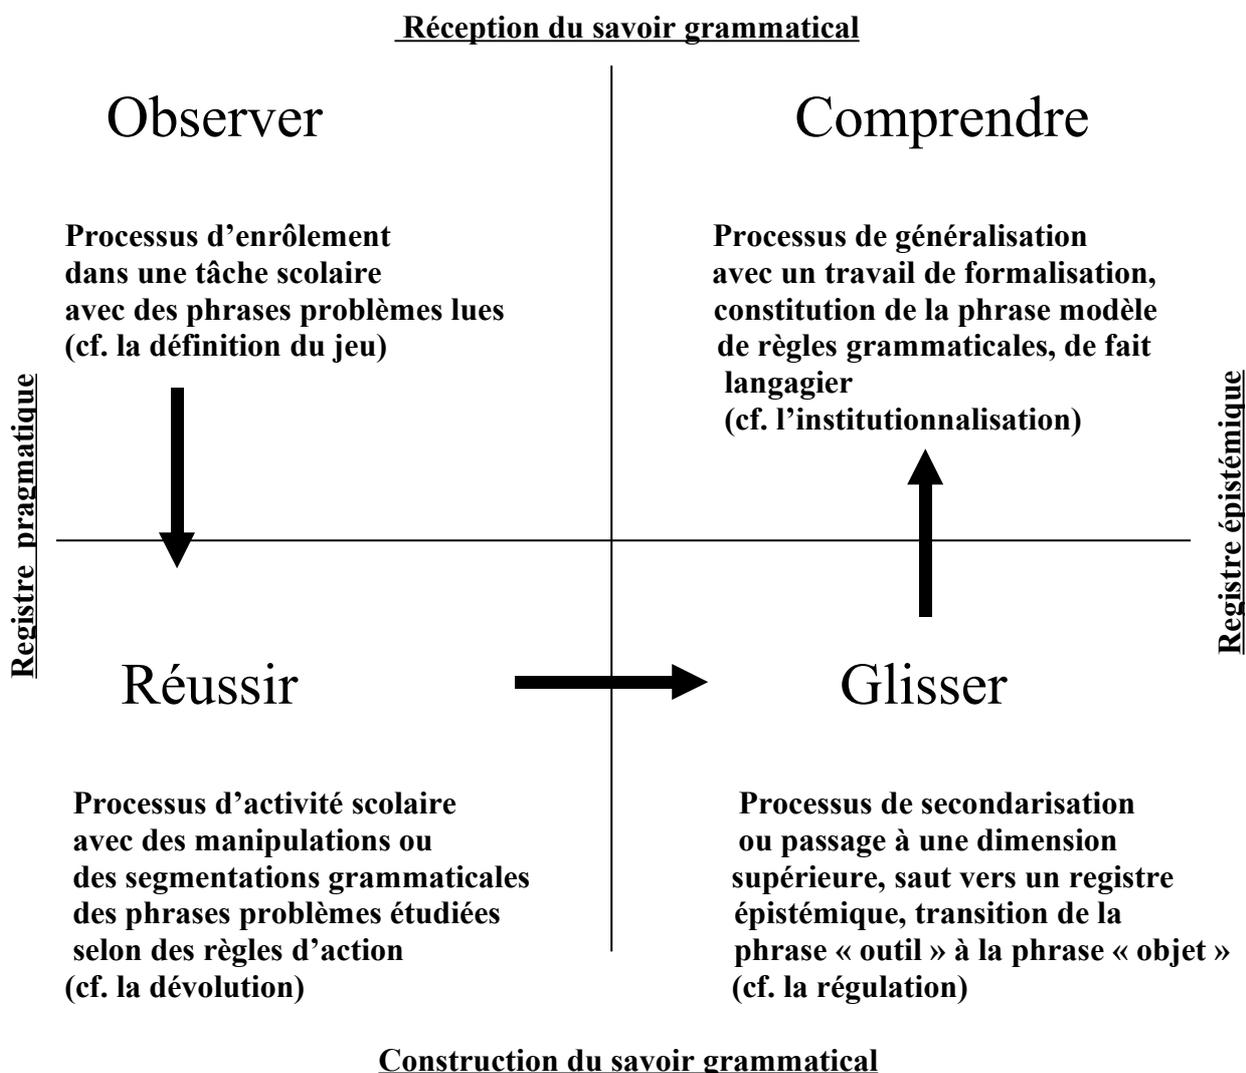 Réception du savoir grammatical
Observer
Processus d’enrôlement
dans une tâche scolaire
avec des phrases problèmes lues
(cf. la définition du jeu)
Comprendre
Processus de généralisation
avec un travail de formalisation,
constitution de la phrase modèle
de règles grammaticales, de fait
langagier
(cf. l’institutionnalisation)
Registre pragmatique
Registre épistémique
Réussir
Processus d’activité scolaire
avec des manipulations ou
des segmentations grammaticales
des phrases problèmes étudiées
selon des règles d’action
(cf. la dévolution)
Glisser
Processus de secondarisation
ou passage à une dimension
supérieure, saut vers un registre
épistémique, transition de la
phrase « outil » à la phrase « objet »
(cf. la régulation)
Construction du savoir grammatical